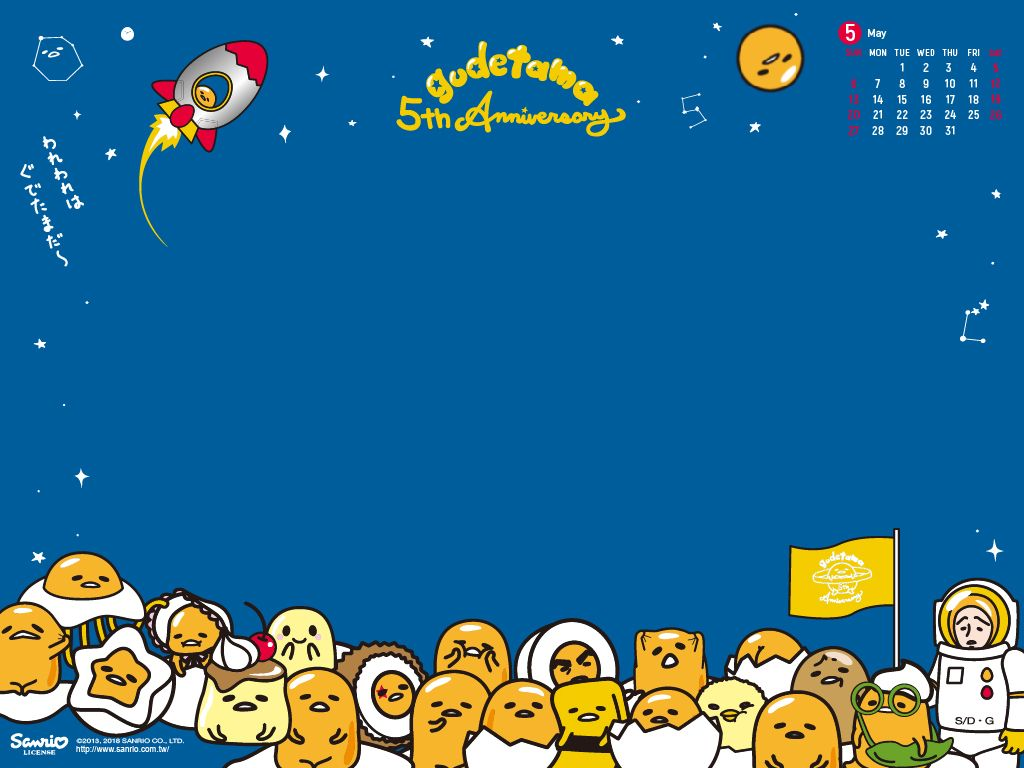 gudetama
5th Anniversary
5 May
SUN MON TUE WED THU FRI SAT
1 2 3 4 5
6 7 8 9 10 11 12
13 14 15 16 17 18 19
20 21 22 23 24 25 26
27 28 29 30 31
われわれは
ぐでたまだ〜
gudetama
5th
Anniversary
S/D・G
Sanrio
LICENSE
©2013, 2018 SANRIO CO., LTD.
http://www.sanrio.com.tw/